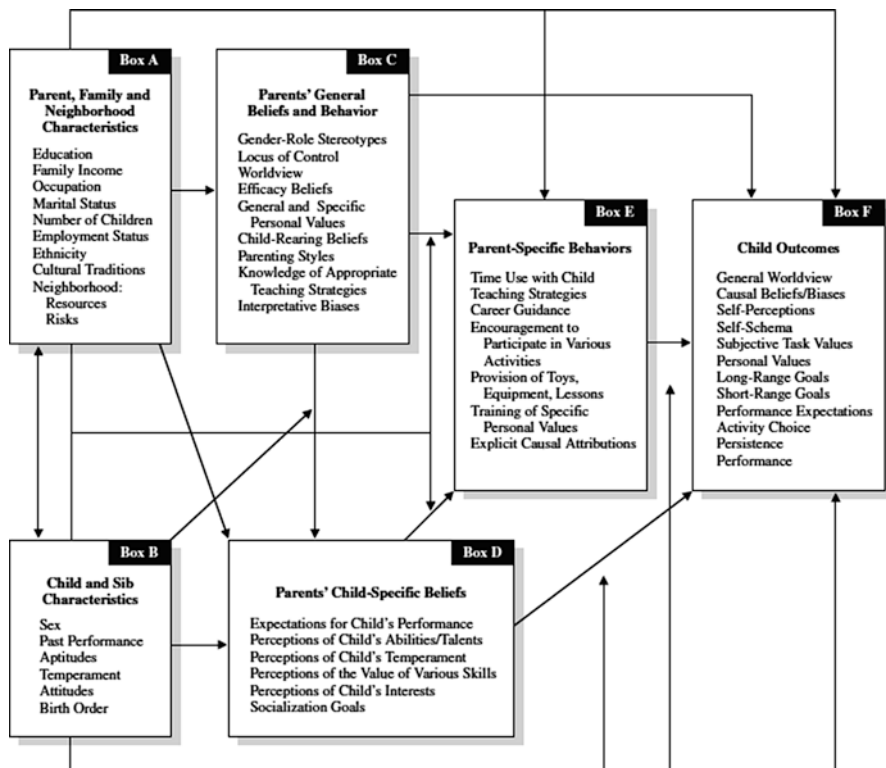 Box A
Parent, Family and
Neighborhood
Characteristics
Education
Family Income
Occupation
Marital Status
Number of Children
Employment Status
Ethnicity
Cultural Traditions
Neighborhood:
Resources
Risks
Box C
Parents' General
Beliefs and Behavior
Gender-Role Stereotypes
Locus of Control
Worldview
Efficacy Beliefs
General and Specific
Personal Values
Child-Rearing Beliefs
Parenting Styles
Knowledge of Appropriate
Teaching Strategies
Interpretative Biases
Box E
Parent-Specific Behaviors
Time Use with Child
Teaching Strategies
Career Guidance
Encouragement to
Participate in Various
Activities
Provision of Toys,
Equipment, Lessons
Training of Specific
Personal Values
Explicit Causal Attributions
Box F
Child Outcomes
General Worldview
Causal Beliefs/Biases
Self-Perceptions
Self-Schema
Subjective Task Values
Personal Values
Long-Range Goals
Short-Range Goals
Performance Expectations
Activity Choice
Persistence
Performance
Box B
Child and Sib
Characteristics
Sex
Past Performance
Aptitudes
Temperament
Attitudes
Birth Order
Box D
Parents' Child-Specific Beliefs
Expectations for Child's Performance
Perceptions of Child's Abilities/Talents
Perceptions of Child's Temperament
Perceptions of the Value of Various Skills
Perceptions of Child's Interests
Socialization Goals